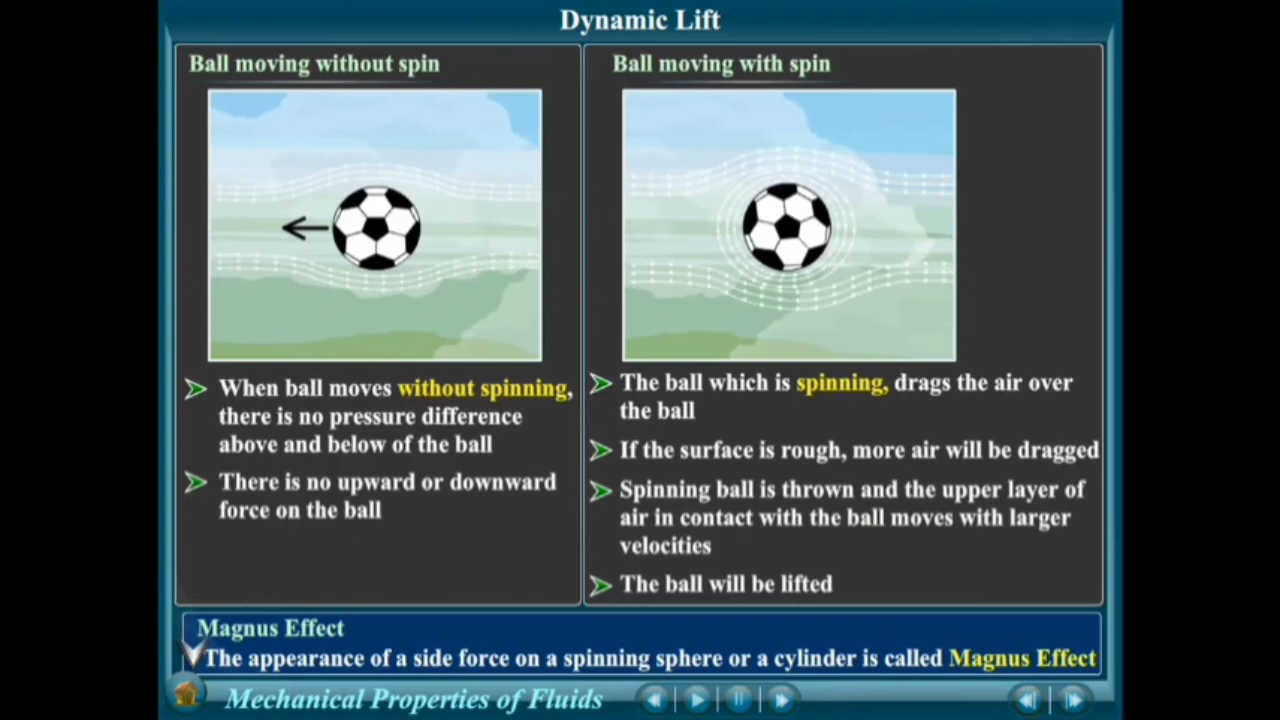 Dynamic Lift
Ball moving without spin
When ball moves without spinning,
there is no pressure difference
above and below of the ball
There is no upward or downward
force on the ball
Ball moving with spin
The ball which is spinning, drags the air over
the ball
If the surface is rough, more air will be dragged
Spinning ball is thrown and the upper layer of
air in contact with the ball moves with larger
velocities
The ball will be lifted
Magnus Effect
The appearance of a side force on a spinning sphere or a cylinder is called Magnus Effect
Mechanical Properties of Fluids